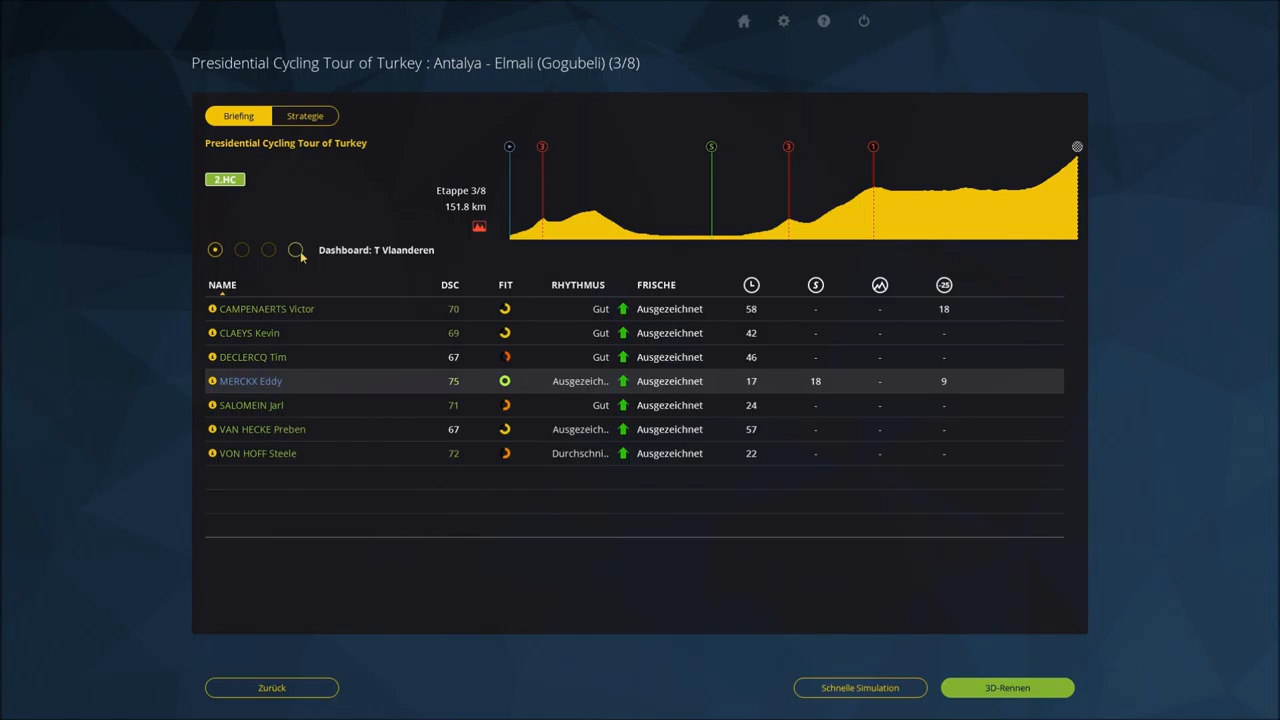 Presidential Cycling Tour of Turkey : Antalya - Elmali (Gogubeli) (3/8)
Briefing Strategie
Presidential Cycling Tour of Turkey
2.HC
Etappe 3/8
151.8 km
3 S 3 1
Dashboard: T Vlaanderen
NAME DSC FIT RHYTHMUS FRISCHE S -25
CAMPENAERTS Victor 70 Gut Ausgezeichnet 58 - - 18
CLAEYS Kevin 69 Gut Ausgezeichnet 42 - - -
DECLERCQ Tim 67 Gut Ausgezeichnet 46 - - -
MERCKX Eddy 75 Ausgezeich.. Ausgezeichnet 17 18 - 9
SALOMEIN Jarl 71 Gut Ausgezeichnet 24 - - -
VAN HECKE Preben 67 Ausgezeich.. Ausgezeichnet 57 - - -
VON HOFF Steele 72 Durchschni.. Ausgezeichnet 22 - - -
Zurück Schnelle Simulation 3D-Rennen